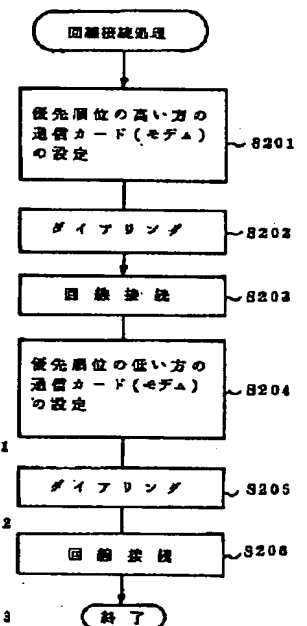 回線接続処理
優先順位の高い方の
通信カード(モデム)
の設定
S201
ダイアリング
S202
回線接続
S203
優先順位の低い方の
通信カード(モデム)
の設定
S204
1
ダイアリング
S205
2
回線接続
S206
3
終了